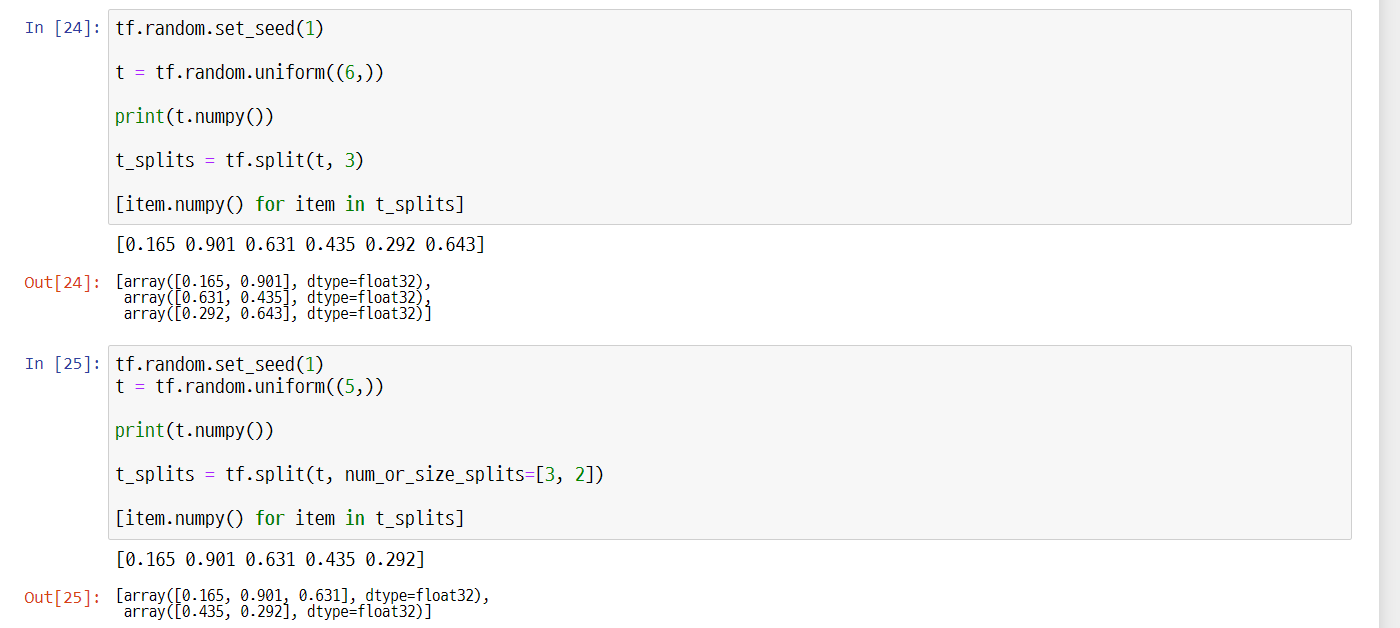 In [24]: tf.random.set_seed(1)
t = tf.random.uniform((6,))
print(t.numpy())
t_splits = tf.split(t, 3)
[item.numpy() for item in t_splits]
[0.165 0.901 0.631 0.435 0.292 0.643]
Out[24]: [array([0.165, 0.901], dtype=float32),
array([0.631, 0.435], dtype=float32),
array([0.292, 0.643], dtype=float32)]
In [25]: tf.random.set_seed(1)
t = tf.random.uniform((5,))
print(t.numpy())
t_splits = tf.split(t, num_or_size_splits=[3, 2])
[item.numpy() for item in t_splits]
[0.165 0.901 0.631 0.435 0.292]
Out[25]: [array([0.165, 0.901, 0.631], dtype=float32),
array([0.435, 0.292], dtype=float32)]